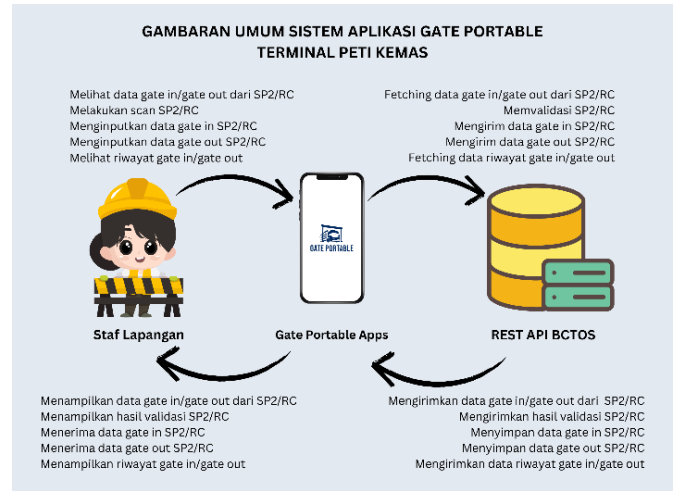 GAMBARAN UMUM SISTEM APLIKASI GATE PORTABLE
TERMINAL PETI KEMAS
Melihat data gate in/gate out dari SP2/RC
Melakukan scan SP2/RC
Menginputkan data gate in SP2/RC
Menginputkan data gate out SP2/RC
Melihat riwayat gate in/gate out
Fetching data gate in/gate out dari SP2/RC
Memvalidasi SP2/RC
Mengirim data gate in SP2/RC
Mengirim data gate out SP2/RC
Fetching data riwayat gate in/gate out
GATE PORTABLE
Staf Lapangan
Gate Portable Apps
REST API BCTOS
Menampilkan data gate in/gate out dari SP2/RC
Menampilkan hasil validasi SP2/RC
Menerima data gate in SP2/RC
Menerima data gate out SP2/RC
Menampilkan riwayat gate in/gate out
Mengirimkan data gate in/gate out dari SP2/RC
Mengirimkan hasil validasi SP2/RC
Menyimpan data gate in SP2/RC
Menyimpan data gate out SP2/RC
Mengirimkan data riwayat gate in/gate out